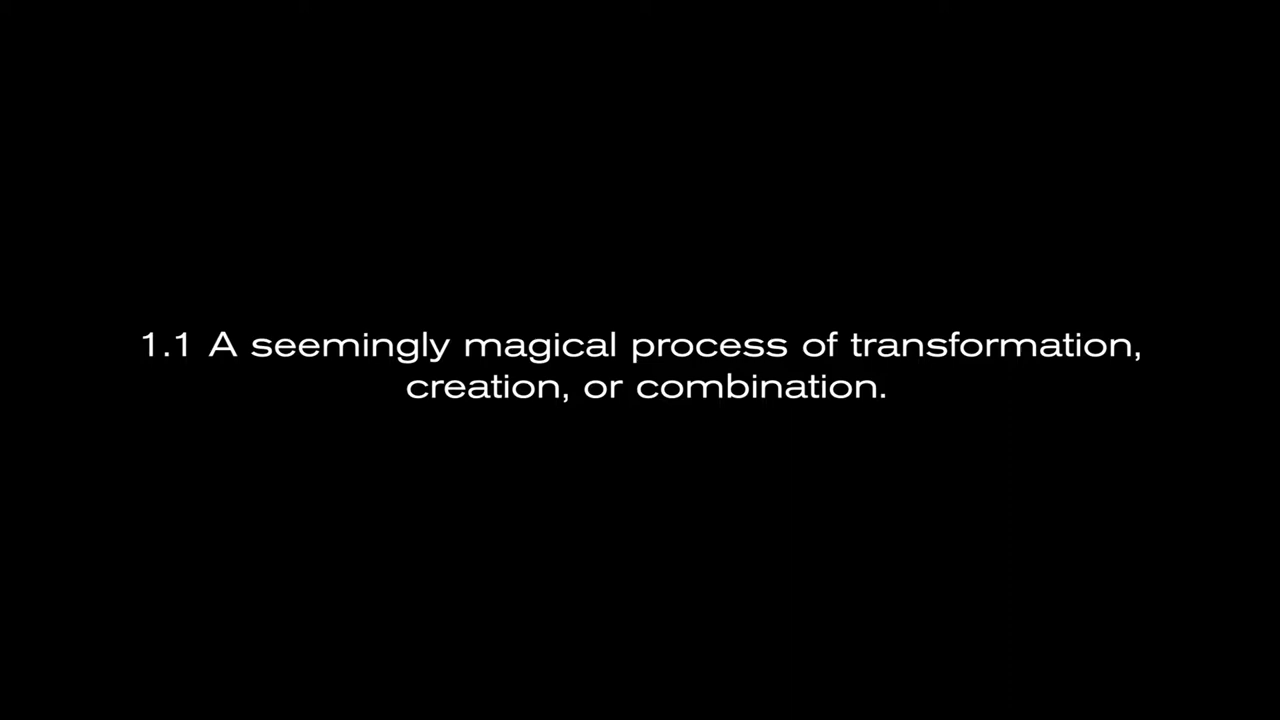 1.1 A seemingly magical process of transformation,
creation, or combination.